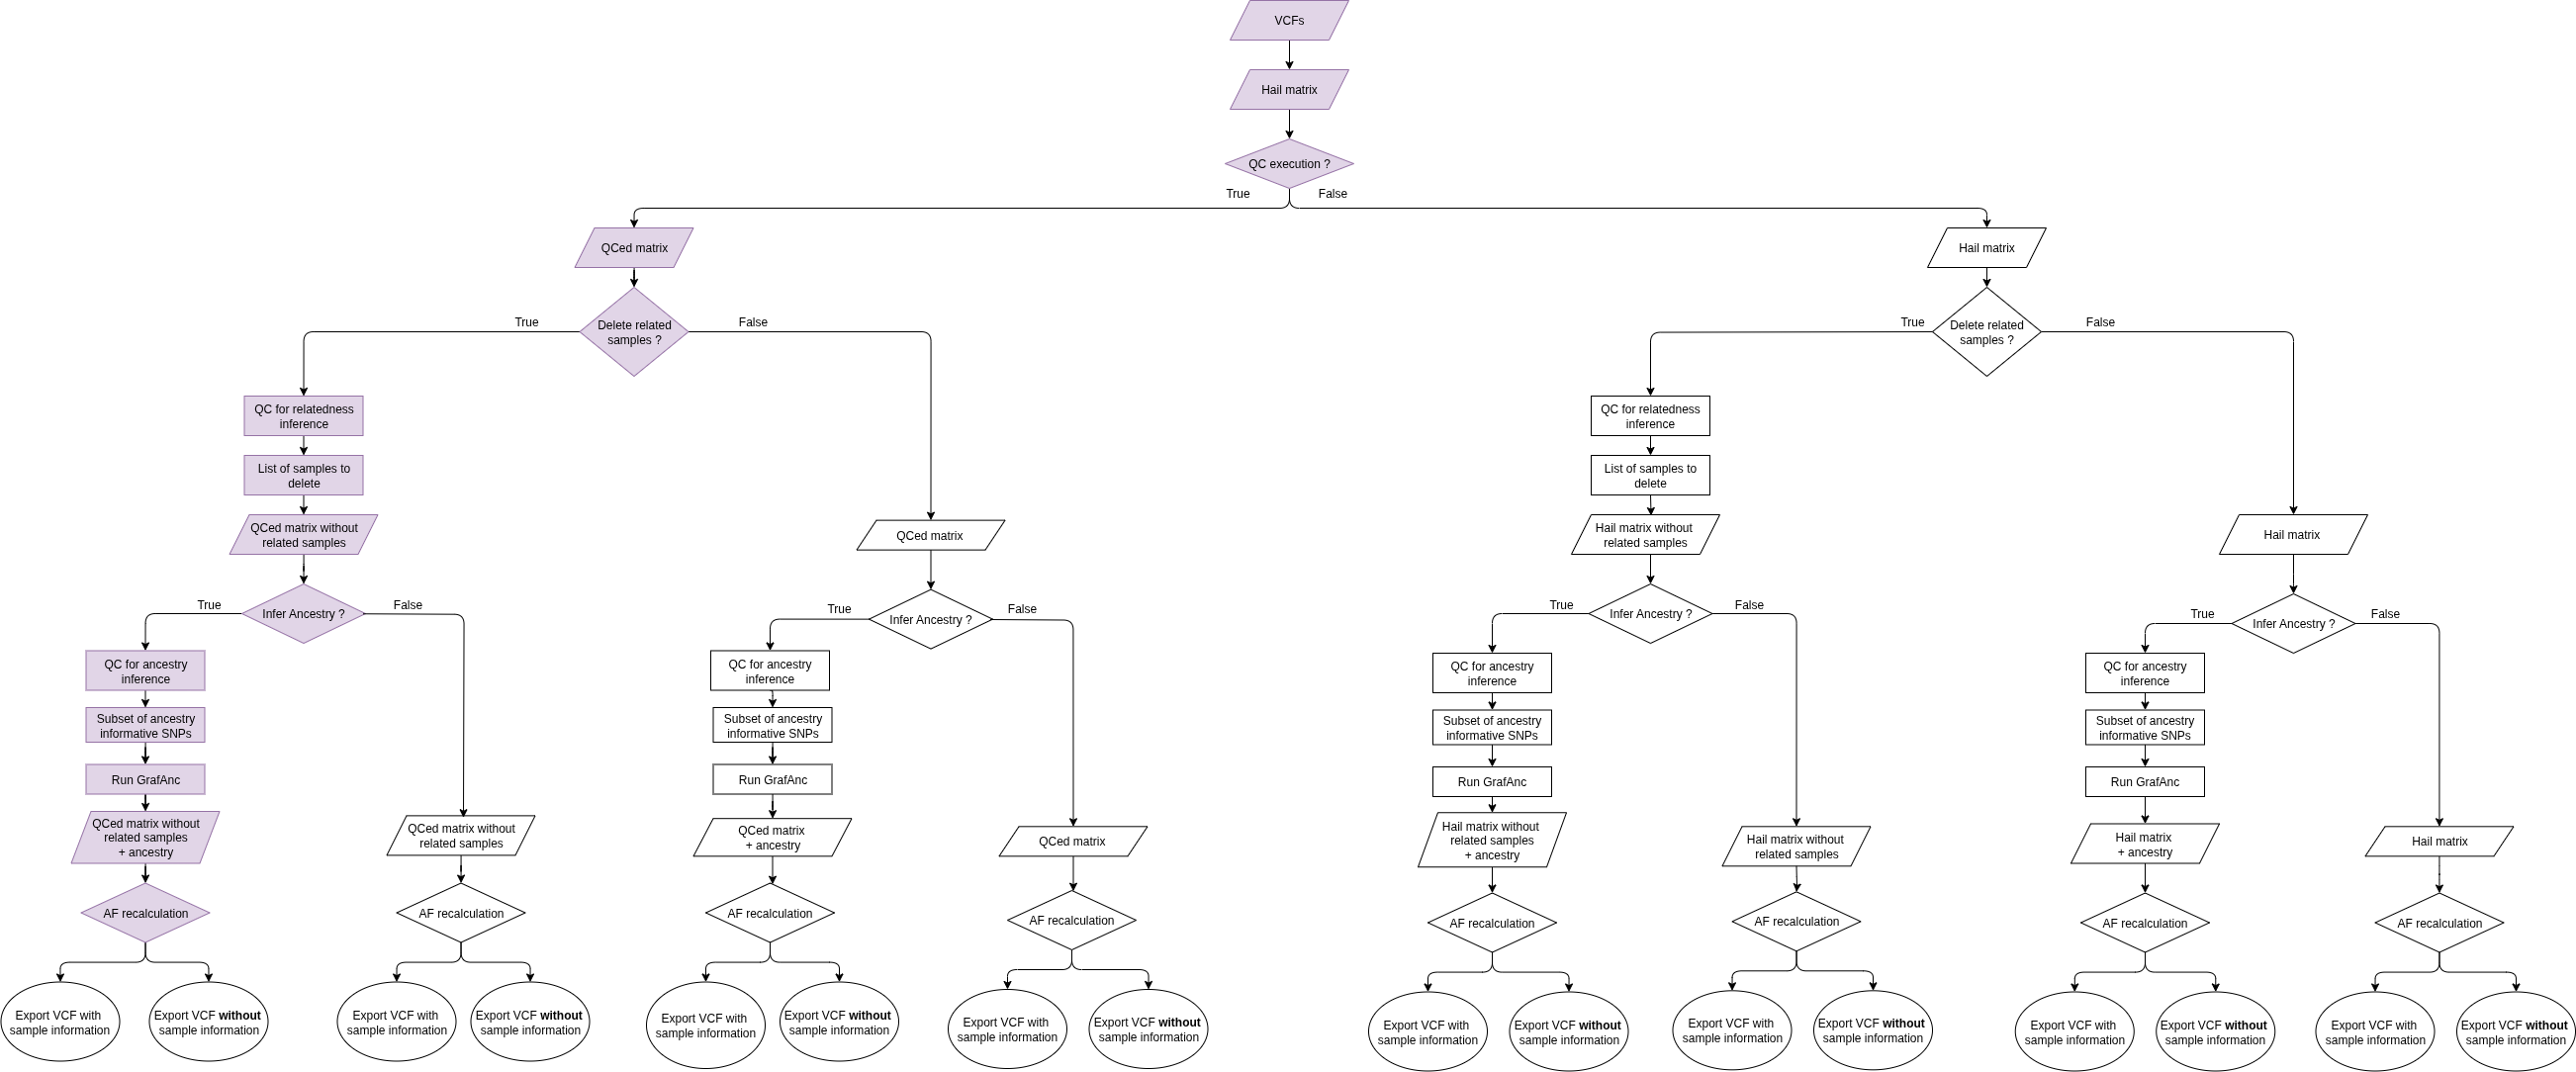 VCFs
Hail matrix
QC execution ?
True
False
QCed matrix
Hail matrix
True
Delete related
samples ?
False
True
Delete related
samples ?
False
QC for relatedness
inference
List of samples to
delete
QCed matrix without
related samples
QCed matrix
QC for relatedness
inference
List of samples to
delete
Hail matrix without
related samples
Hail matrix
True
Infer Ancestry ?
False
True
Infer Ancestry ?
False
True
Infer Ancestry ?
False
True
Infer Ancestry ?
False
QC for ancestry
inference
Subset of ancestry
informative SNPs
Run GrafAnc
QCed matrix without
related samples
+ ancestry
AF recalculation
Export VCF with
sample information
Export VCF without
sample information
QCed matrix without
related samples
AF recalculation
Export VCF with
sample information
Export VCF without
sample information
QC for ancestry
inference
Subset of ancestry
informative SNPs
Run GrafAnc
QCed matrix
+ ancestry
AF recalculation
Export VCF with
sample information
Export VCF without
sample information
QCed matrix
AF recalculation
Export VCF with
sample information
Export VCF without
sample information
QC for ancestry
inference
Subset of ancestry
informative SNPs
Run GrafAnc
Hail matrix without
related samples
+ ancestry
AF recalculation
Export VCF with
sample information
Export VCF without
sample information
Hail matrix without
related samples
AF recalculation
Export VCF with
sample information
Export VCF without
sample information
QC for ancestry
inference
Subset of ancestry
informative SNPs
Run GrafAnc
Hail matrix
+ ancestry
AF recalculation
Export VCF with
sample information
Export VCF without
sample information
Hail matrix
AF recalculation
Export VCF with
sample information
Export VCF without
sample information